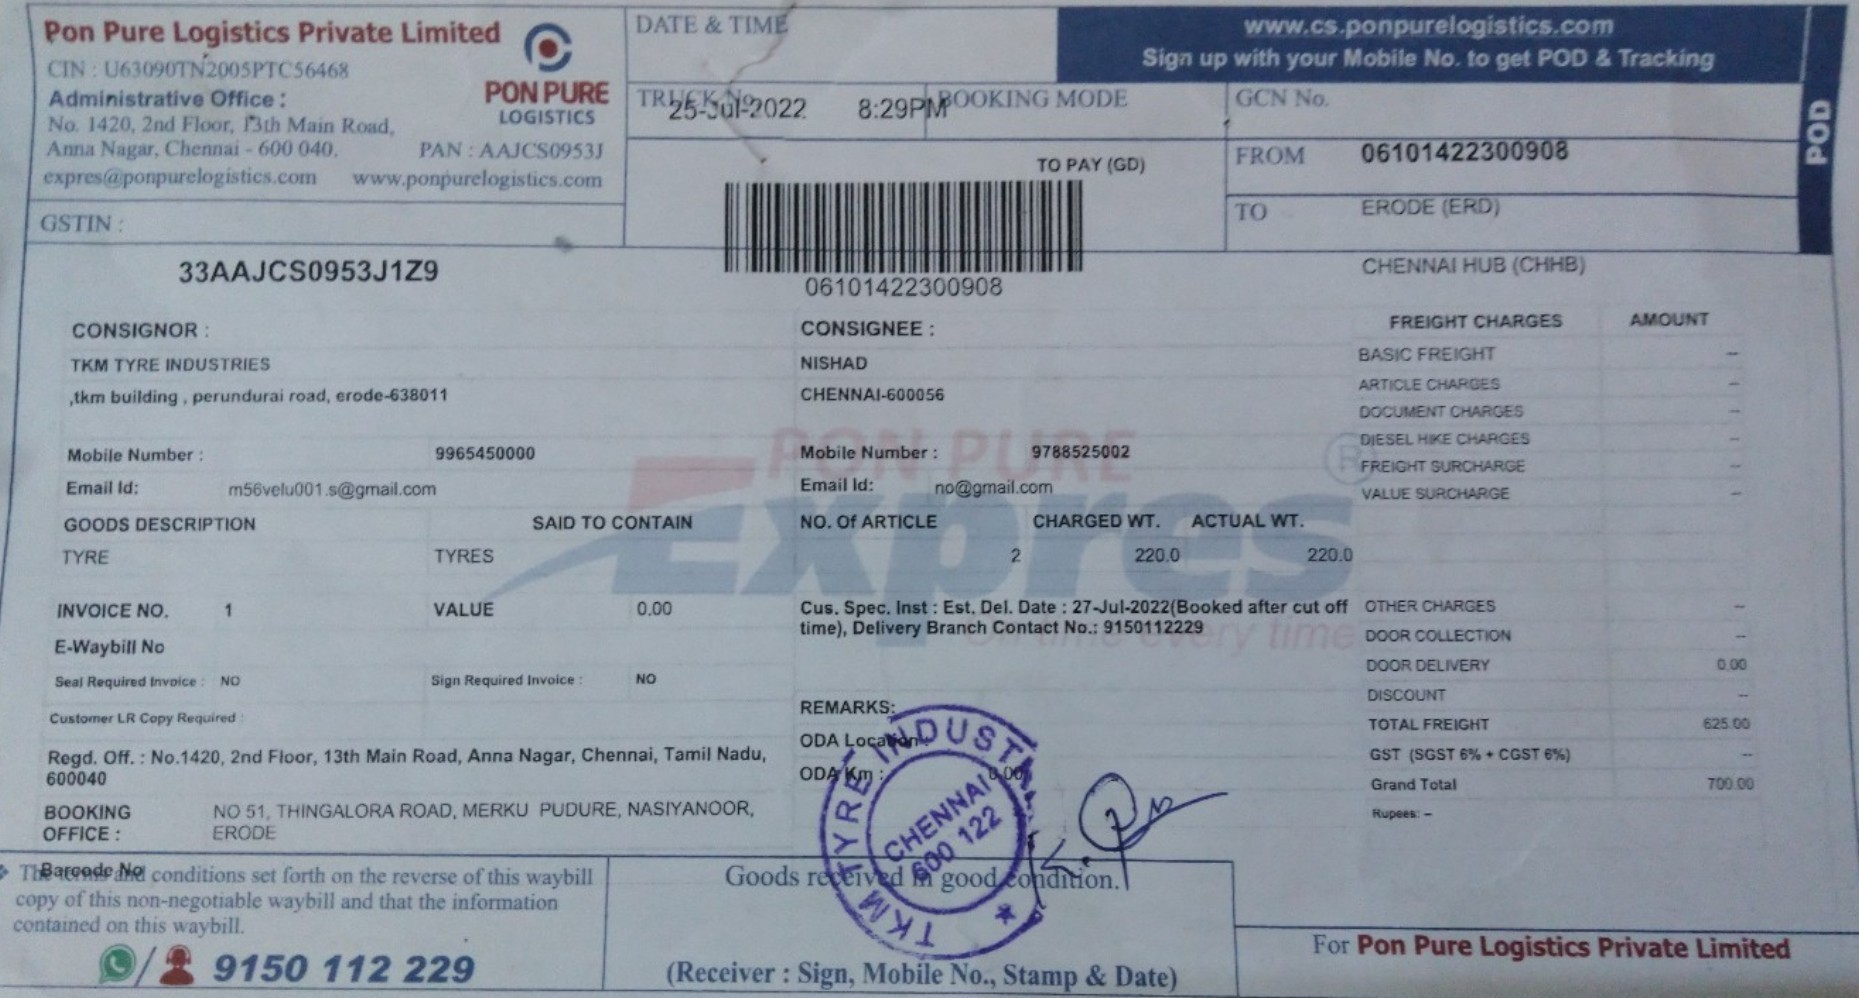 Pon Pure Logistics Private Limited
CIN : U63090TN2005PTC56468
Administrative Office :
No. 1420, 2nd Floor, 13th Main Road,
Anna Nagar, Chennai - 600 040.
PAN : AAJCS0953J
expres@ponpurelogistics.com www.ponpurelogistics.com
PON PURE
LOGISTICS
GSTIN :
33AAJCS0953J1Z9
DATE & TIME
www.cs.ponpurelogistics.com
Sign up with your Mobile No. to get POD & Tracking
POD
TRUCK No.
25-Jul-2022 8:29PM
BOOKING MODE
TO PAY (GD)
GCN No.
FROM 06101422300908
TO ERODE (ERD)
CHENNAI HUB (CHHB)
06101422300908
CONSIGNOR :
TKM TYRE INDUSTRIES
,tkm building , perundurai road, erode-638011
Mobile Number : 9965450000
Email Id: m56velu001.s@gmail.com
CONSIGNEE :
NISHAD
CHENNAI-600056
Mobile Number : 9788525002
Email Id: no@gmail.com
PON PURE
Expres
®
On time every time
GOODS DESCRIPTION SAID TO CONTAIN NO. Of ARTICLE CHARGED WT. ACTUAL WT.
TYRE TYRES 2 220.0 220.0
INVOICE NO. 1 VALUE 0.00
E-Waybill No
Seal Required Invoice : NO Sign Required Invoice : NO
Customer LR Copy Required :
Cus. Spec. Inst : Est. Del. Date : 27-Jul-2022(Booked after cut off
time), Delivery Branch Contact No.: 9150112229
REMARKS:
ODA Location :
ODA Km : 0.00
Regd. Off. : No.1420, 2nd Floor, 13th Main Road, Anna Nagar, Chennai, Tamil Nadu,
600040
BOOKING OFFICE : NO 51, THINGALORA ROAD, MERKU PUDURE, NASIYANOOR,
ERODE
FREIGHT CHARGES AMOUNT
BASIC FREIGHT --
ARTICLE CHARGES --
DOCUMENT CHARGES --
DIESEL HIKE CHARGES --
FREIGHT SURCHARGE --
VALUE SURCHARGE --
OTHER CHARGES --
DOOR COLLECTION --
DOOR DELIVERY 0.00
DISCOUNT --
TOTAL FREIGHT 625.00
GST (SGST 6% + CGST 6%) --
Grand Total 700.00
Rupees: --
Barcode No
The terms and conditions set forth on the reverse of this waybill
copy of this non-negotiable waybill and that the information
contained on this waybill.
9150 112 229
Goods received in good condition.
TKM TYRE INDUSTRI
CHENNAI
600 122
(Receiver : Sign, Mobile No., Stamp & Date)
For Pon Pure Logistics Private Limited